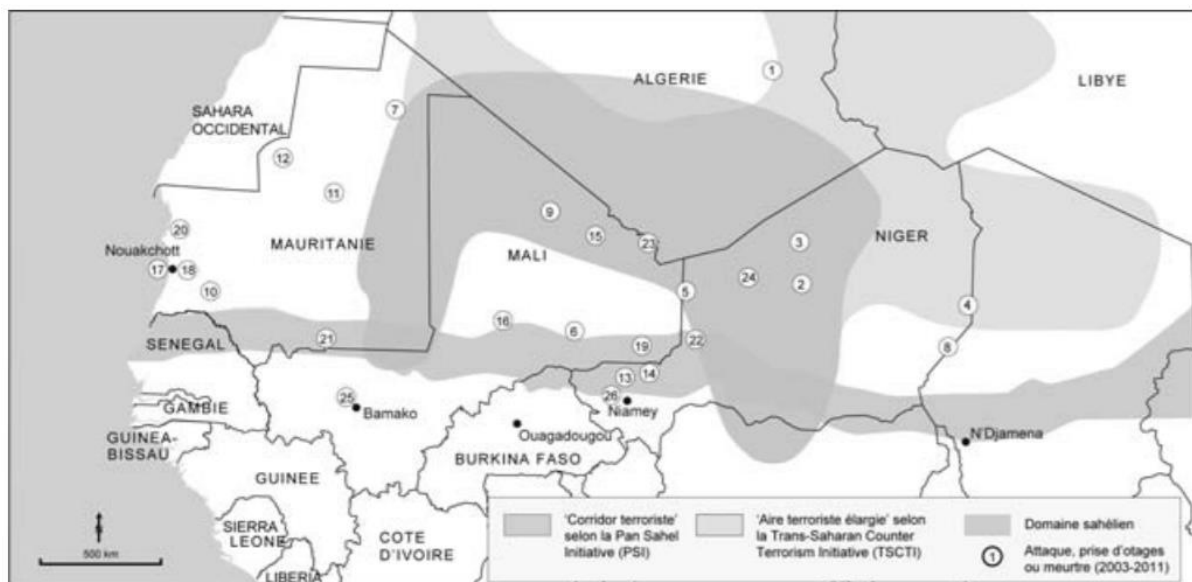 ALGERIE
LIBYE
1
7
SAHARA
OCCIDENTAL
12
11
9
20
15
23
3
NIGER
MAURITANIE
MALI
Nouakchott
17
18
24
2
10
5
4
16
6
22
8
21
19
SENEGAL
14
13
26
25
Niamey
GAMBIE
Bamako
Ouagadougou
N'Djamena
GUINEA-
BISSAU
BURKINA FASO
GUINEE
SIERRA
LEONE
COTE
D'IVOIRE
LIBERIA
500 km
'Corridor terroriste'
selon la Pan Sahel
Initiative (PSI)
'Aire terroriste élargie' selon
la Trans-Saharan Counter
Terrorism Initiative (TSCTI)
Domaine sahélien
1
Attaque, prise d'otages
ou meurtre (2003-2011)